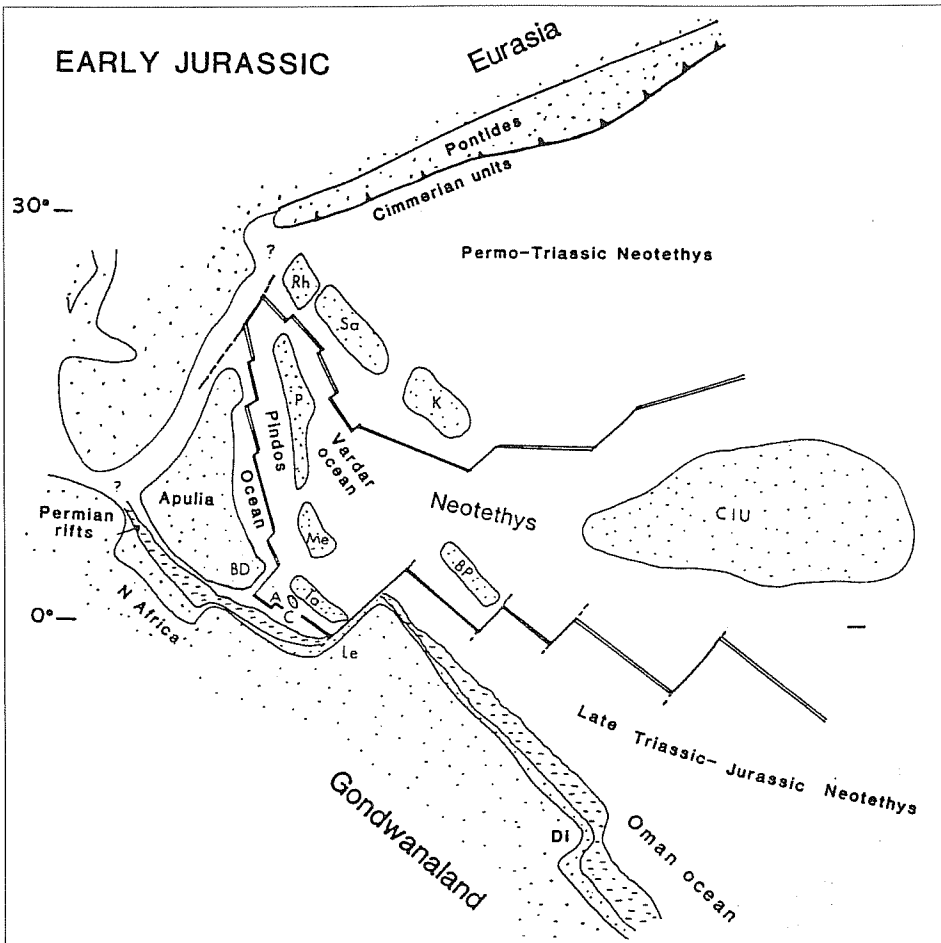 EARLY JURASSIC
Eurasia
Pontides
Cimmerian units
30°
Permo-Triassic Neotethys
?
Rh
Sa
K
P
Pindos
Ocean
Vardar
ocean
Neotethys
CIU
?
Apulia
Permian
rifts
Me
BP
BD
A
Ta
C
N Africa
0°
Le
Late Triassic- Jurassic Neotethys
Gondwanaland
DI
Oman ocean